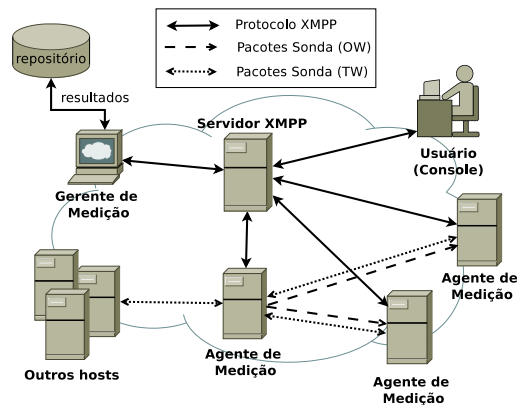 Protocolo XMPP
Pacotes Sonda (OW)
Pacotes Sonda (TW)
repositório
resultados
Servidor XMPP
Usuário
(Console)
Gerente de
Medição
Agente de
Medição
Outros hosts
Agente de
Medição
Agente de
Medição